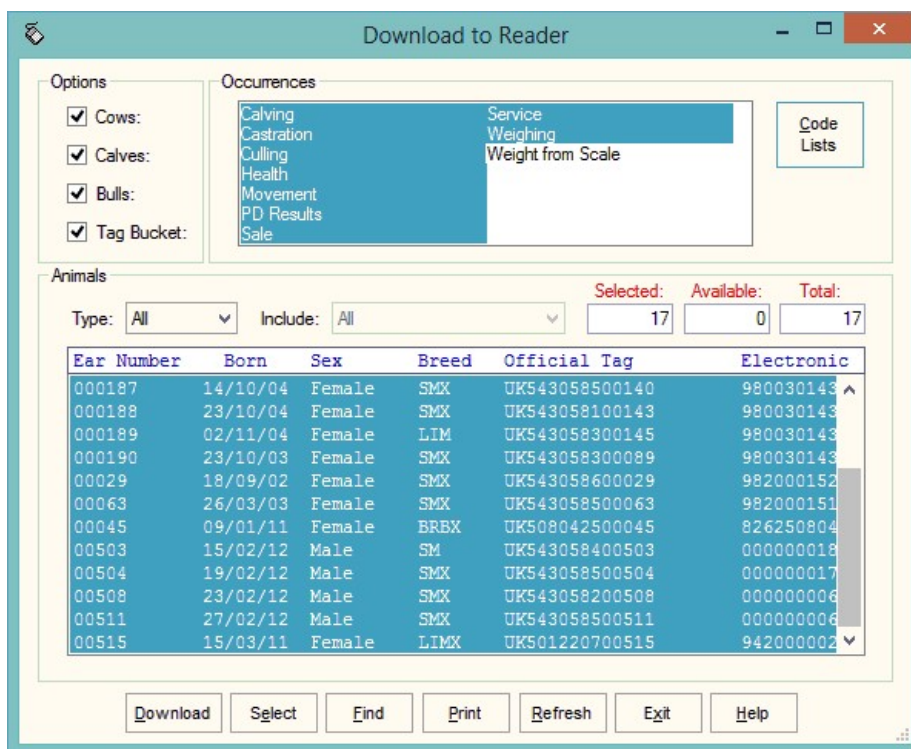 Download to Reader
Options
Cows:
Calves:
Bulls:
Tag Bucket:
Occurrences
Calving
Castration
Culling
Health
Movement
PD Results
Sale
Service
Weighing
Weight from Scale
Code
Lists
Animals
Selected: Available: Total:
Type: All Include: All 17 0 17
Ear Number Born Sex Breed Official Tag Electronic
000187 14/10/04 Female SMX UK543058500140 980030143
000188 23/10/04 Female SMX UK543058100143 980030143
000189 02/11/04 Female LIM UK543058300145 980030143
000190 23/10/03 Female SMX UK543058300089 980030143
00029 18/09/02 Female SMX UK543058600029 982000152
00063 26/03/03 Female SMX UK543058500063 982000151
00045 09/01/11 Female BRBX UK508042500045 826250804
00503 15/02/12 Male SM UK543058400503 000000018
00504 19/02/12 Male SMX UK543058500504 000000017
00508 23/02/12 Male SMX UK543058200508 000000006
00511 27/02/12 Male SMX UK543058500511 000000006
00515 15/03/11 Female LIMX UK501220700515 942000002
Download Select Find Print Refresh Exit Help